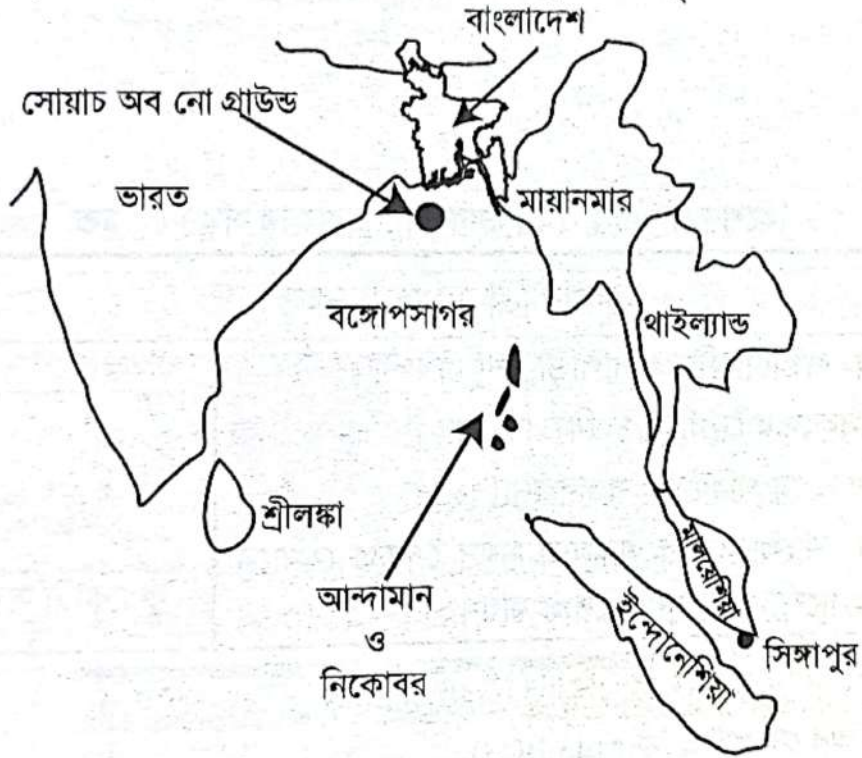 বাংলাদেশ
সোয়াচ অব নো গ্রাউন্ড
ভারত
মায়ানমার
বঙ্গোপসাগর
থাইল্যান্ড
শ্রীলঙ্কা
আন্দামান
ও
নিকোবর
মালয়েশিয়া
ইন্দোনেশিয়া
সিঙ্গাপুর